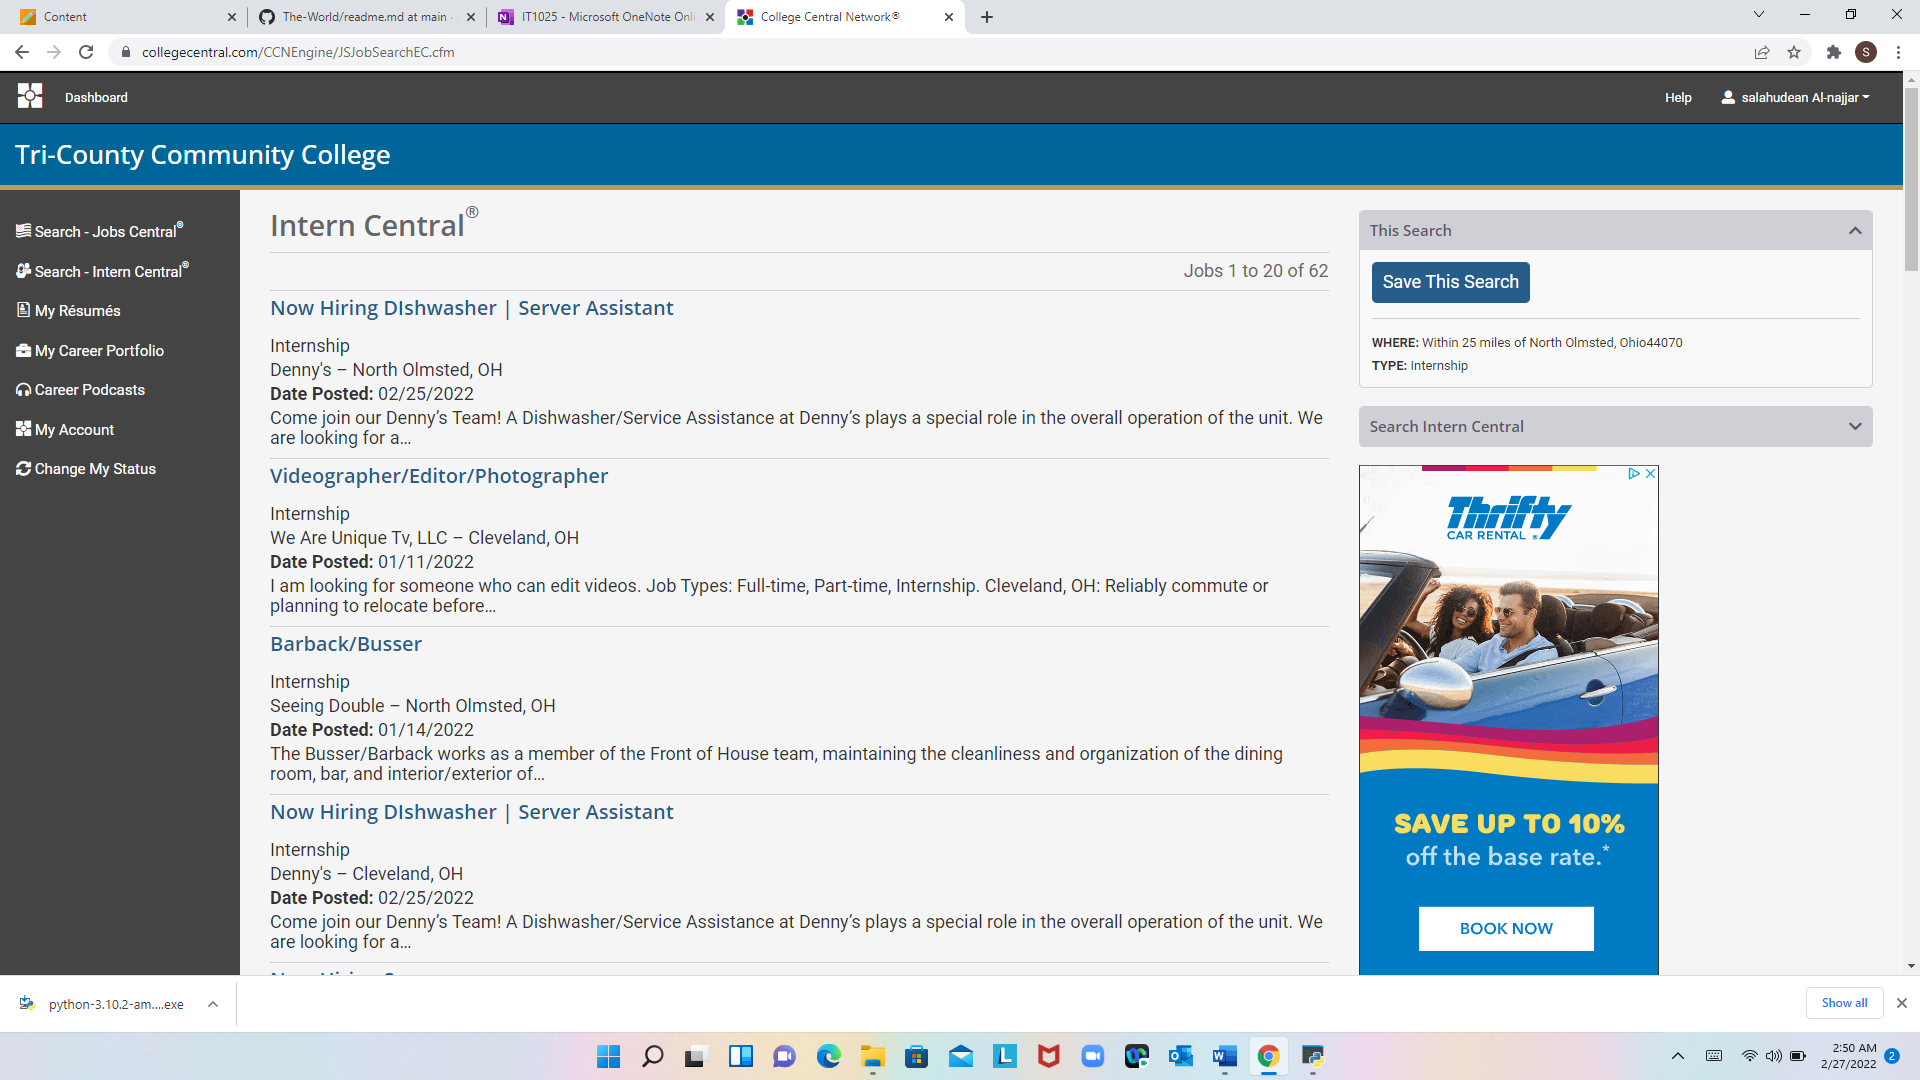 Content
The-World/readme.md at main
IT1025 - Microsoft OneNote Onli
College Central Network®
collegecentral.com/CCNEngine/JSJobSearchEC.cfm
S
Dashboard
Help
salahudean Al-najjar
Tri-County Community College
Search - Jobs Central®
Search - Intern Central®
My Résumés
My Career Portfolio
Career Podcasts
My Account
Change My Status
Intern Central®
Jobs 1 to 20 of 62
Now Hiring DIshwasher | Server Assistant
Internship
Denny's – North Olmsted, OH
Date Posted: 02/25/2022
Come join our Denny’s Team! A Dishwasher/Service Assistance at Denny’s plays a special role in the overall operation of the unit. We
are looking for a...
Videographer/Editor/Photographer
Internship
We Are Unique Tv, LLC – Cleveland, OH
Date Posted: 01/11/2022
I am looking for someone who can edit videos. Job Types: Full-time, Part-time, Internship. Cleveland, OH: Reliably commute or
planning to relocate before...
Barback/Busser
Internship
Seeing Double – North Olmsted, OH
Date Posted: 01/14/2022
The Busser/Barback works as a member of the Front of House team, maintaining the cleanliness and organization of the dining
room, bar, and interior/exterior of...
Now Hiring DIshwasher | Server Assistant
Internship
Denny's – Cleveland, OH
Date Posted: 02/25/2022
Come join our Denny’s Team! A Dishwasher/Service Assistance at Denny’s plays a special role in the overall operation of the unit. We
are looking for a...
This Search
Save This Search
WHERE: Within 25 miles of North Olmsted, Ohio44070
TYPE: Internship
Search Intern Central
Thrifty
CAR RENTAL ®
SAVE UP TO 10%
off the base rate.*
BOOK NOW
python-3.10.2-am....exe
Show all
2:50 AM
2/27/2022
2